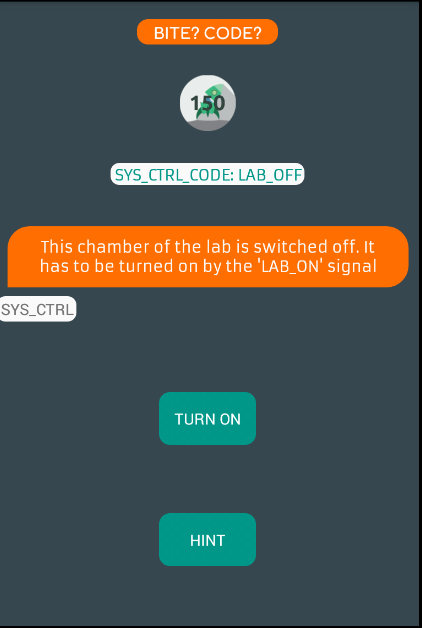 BITE? CODE?
150
SYS_CTRL_CODE: LAB_OFF
This chamber of the lab is switched off. It
has to be turned on by the 'LAB_ON' signal
SYS_CTRL
TURN ON
HINT